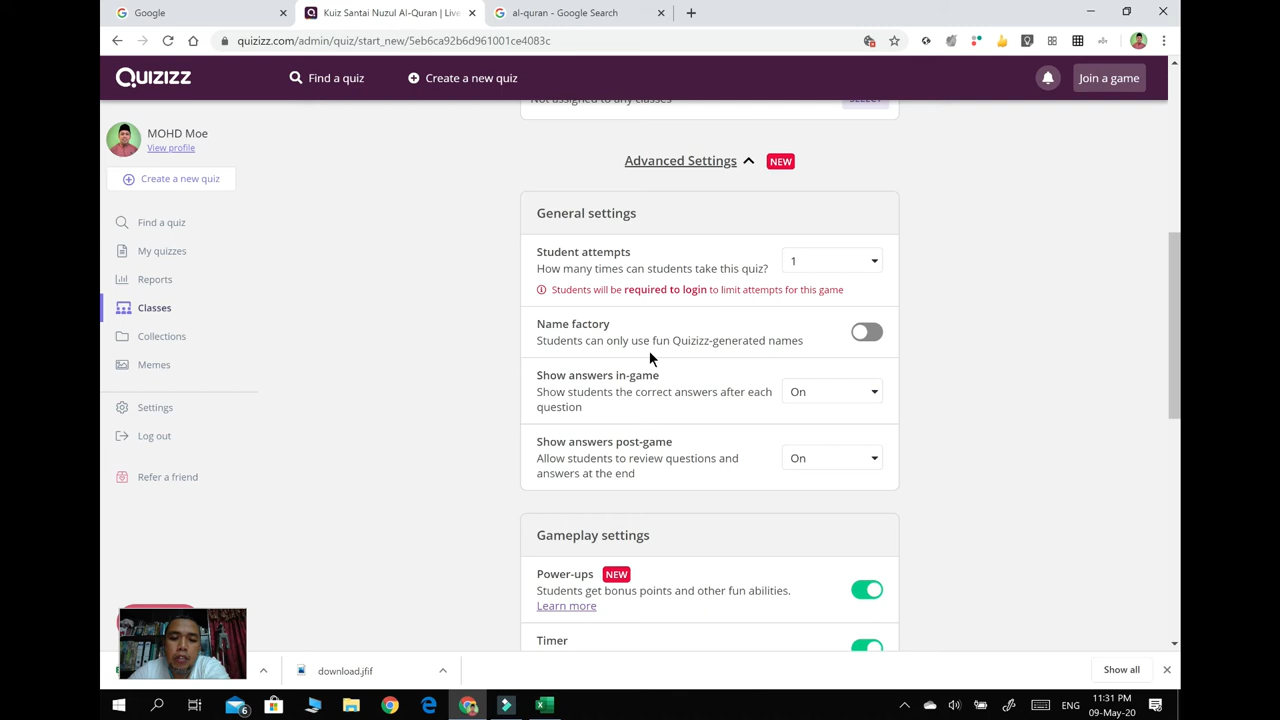 Google
Kuiz Santai Nuzul Al-Quran | Live
al-quran - Google Search
quizizz.com/admin/quiz/start_new/5eb6ca92b6d961001ce4083c
QUIZIZZ
Find a quiz
Create a new quiz
Join a game
Not assigned to any classes
SELECT
MOHD Moe
View profile
Create a new quiz
Find a quiz
My quizzes
Reports
Classes
Collections
Memes
Settings
Log out
Refer a friend
Advanced Settings
NEW
General settings
Student attempts
How many times can students take this quiz?
1
Students will be required to login to limit attempts for this game
Name factory
Students can only use fun Quizizz-generated names
Show answers in-game
Show students the correct answers after each
question
On
Show answers post-game
Allow students to review questions and
answers at the end
On
Gameplay settings
Power-ups NEW
Students get bonus points and other fun abilities.
Learn more
Timer
download.jfif
Show all
6
ENG
11:31 PM
09-May-20